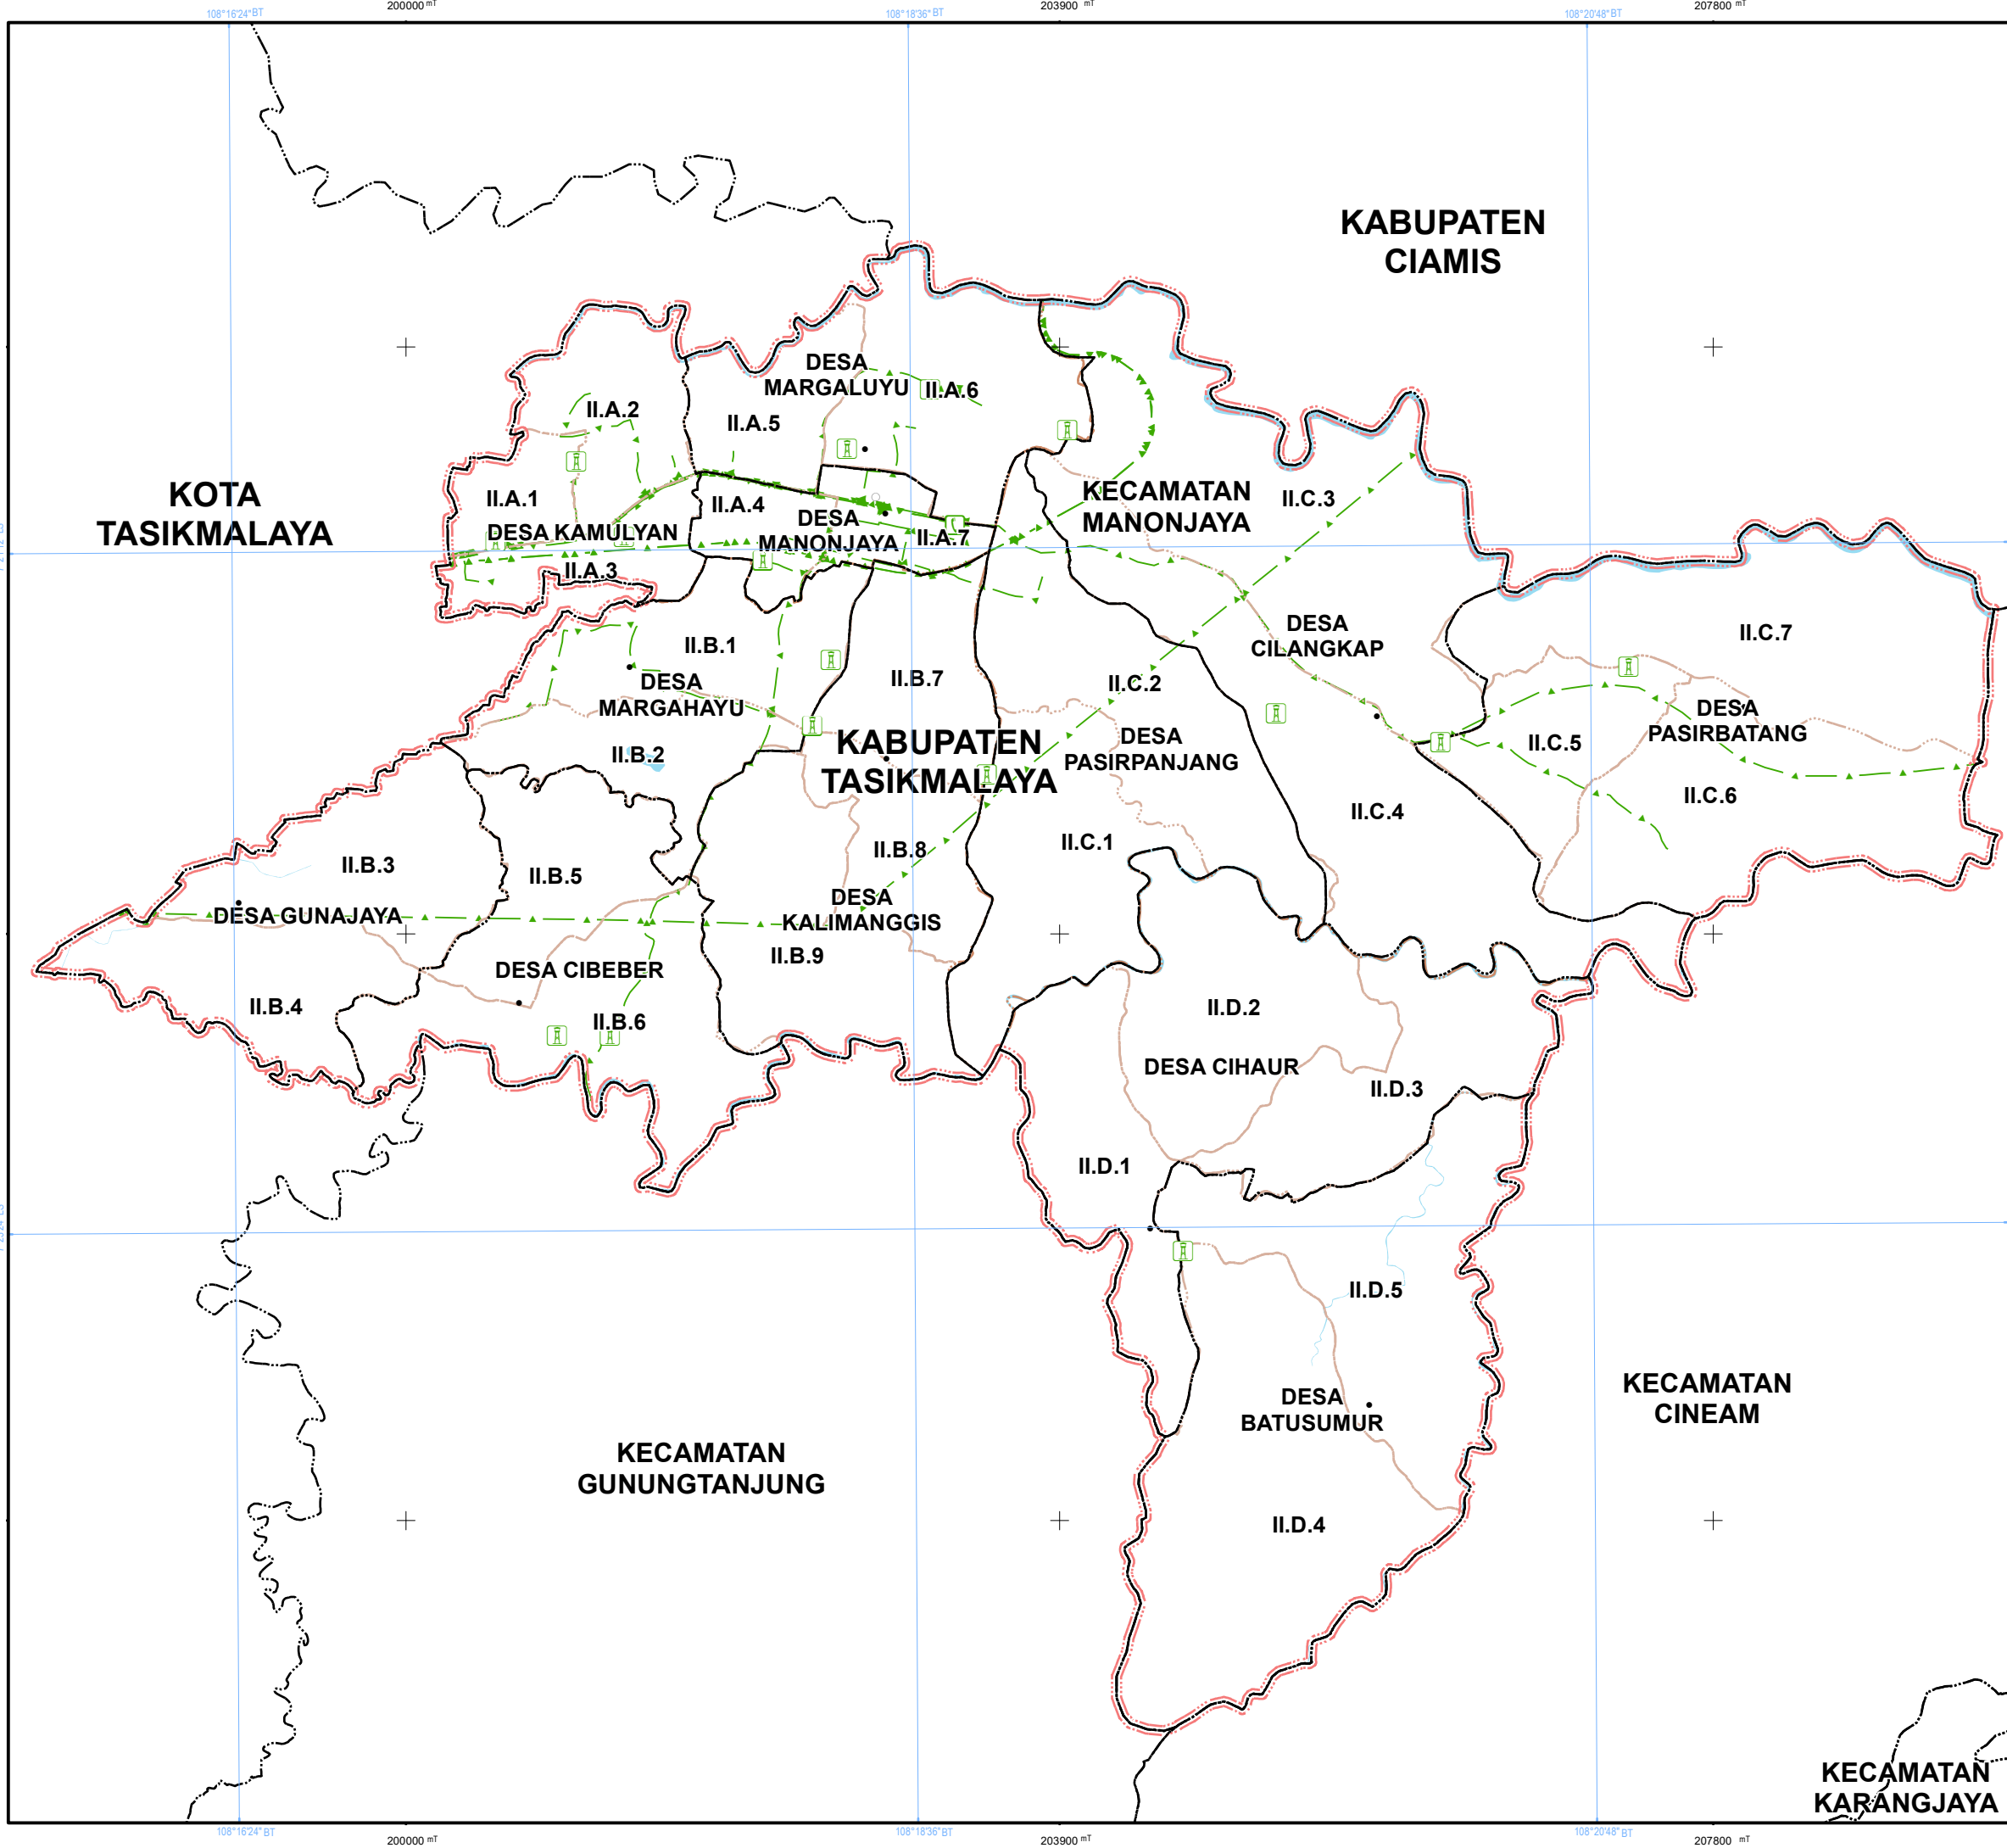 200000 mT
203900 mT
207800 mT
108°16'24" BT
108°18'36" BT
108°20'48" BT
KABUPATEN
CIAMIS
DESA
MARGALUYU
II.A.6
II.A.2
II.A.5
KOTA
TASIKMALAYA
II.A.1
II.A.4
KECAMATAN
MANONJAYA
II.C.3
DESA KAMULYAN
DESA
MANONJAYA
II.A.7
II.A.3
II.B.1
DESA
CILANGKAP
II.C.7
DESA
MARGAHAYU
II.B.7
II.C.2
DESA
PASIRBATANG
II.B.2
KABUPATEN
TASIKMALAYA
DESA
PASIRPANJANG
II.C.5
II.C.6
II.C.4
II.B.3
II.B.5
II.B.8
II.C.1
DESA GUNAJAYA
DESA
KALIMANGGIS
DESA CIBEBER
II.B.9
II.B.4
II.B.6
II.D.2
DESA CIHAUR
II.D.3
II.D.1
II.D.5
DESA
BATUSUMUR
KECAMATAN
CINEAM
KECAMATAN
GUNUNGTANJUNG
II.D.4
KECAMATAN
KARANGJAYA
108°16'24" BT
108°18'36" BT
108°20'48" BT
200000 mT
203900 mT
207800 mT